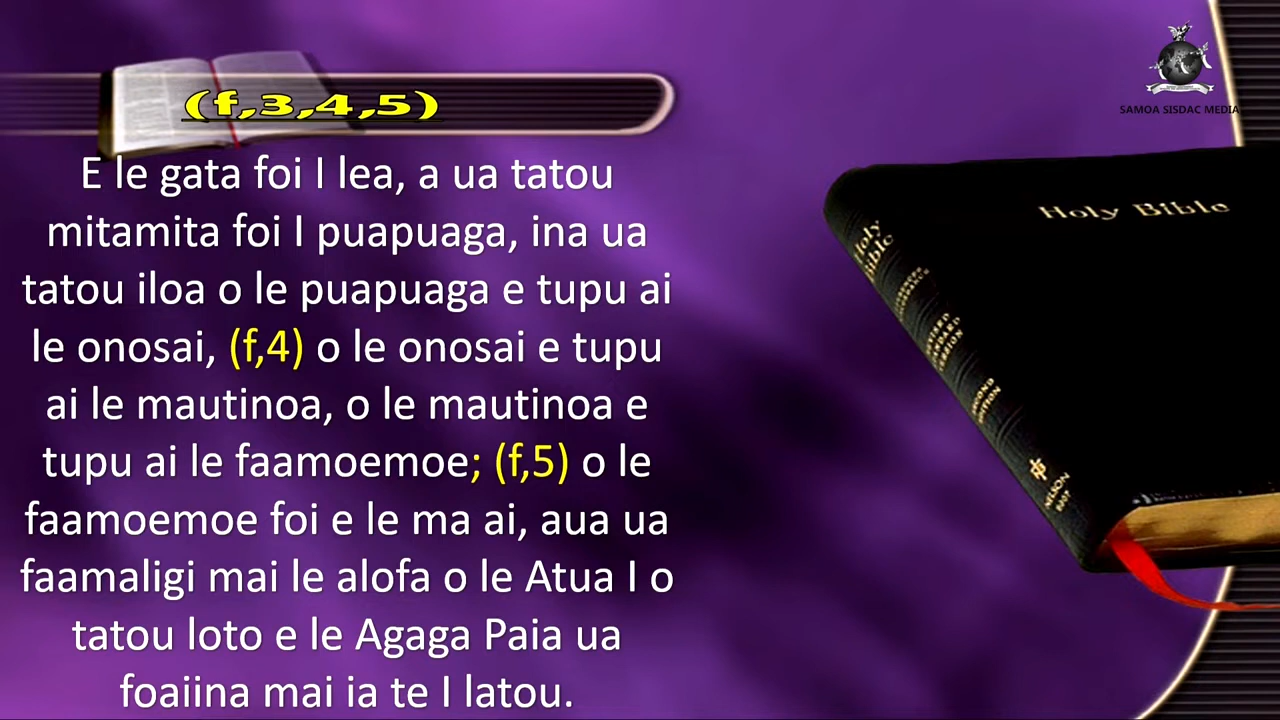 (f,3,4,5)
E le gata foi I lea, a ua tatou
mitamita foi I puapuaga, ina ua
tatou iloa o le puapuaga e tupu ai
le onosai, (f,4) o le onosai e tupu
ai le mautinoa, o le mautinoa e
tupu ai le faamoemoe; (f,5) o le
faamoemoe foi e le ma ai, aua ua
faamaligi mai le alofa o le Atua I o
tatou loto e le Agaga Paia ua
foaiina mai ia te I latou.
SAMOA SISDAC MEDIA
Holy Bible
Holy
Bible